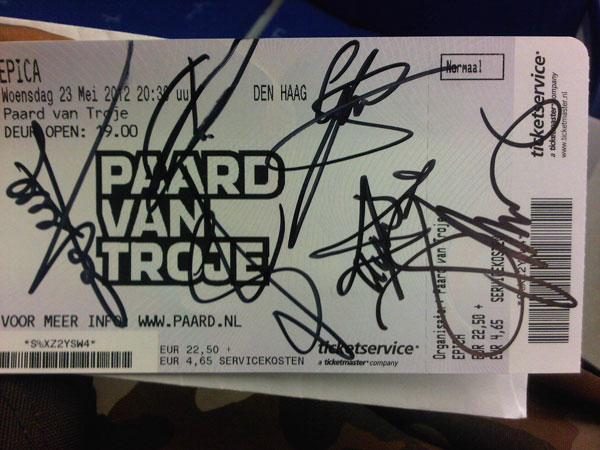 EPICA
Woensdag 23 Mei 2012 20:30 uur
Paard van Troje
DEUR OPEN: 19.00
DEN HAAG
Normaal
PAARD
VAN
TROJE
VOOR MEER INFO: WWW.PAARD.NL
*S%XZ2YSW4*
EUR 22,50 +
EUR 4,65 SERVICEKOSTEN
ticketservice
a ticketmaster company
Organisatie: Paard van Troje
EPICA
EUR 22,50 +
EUR 4,65 SERVICEKOSTEN
ticketservice
a ticketmaster company
www.ticketservice.nl